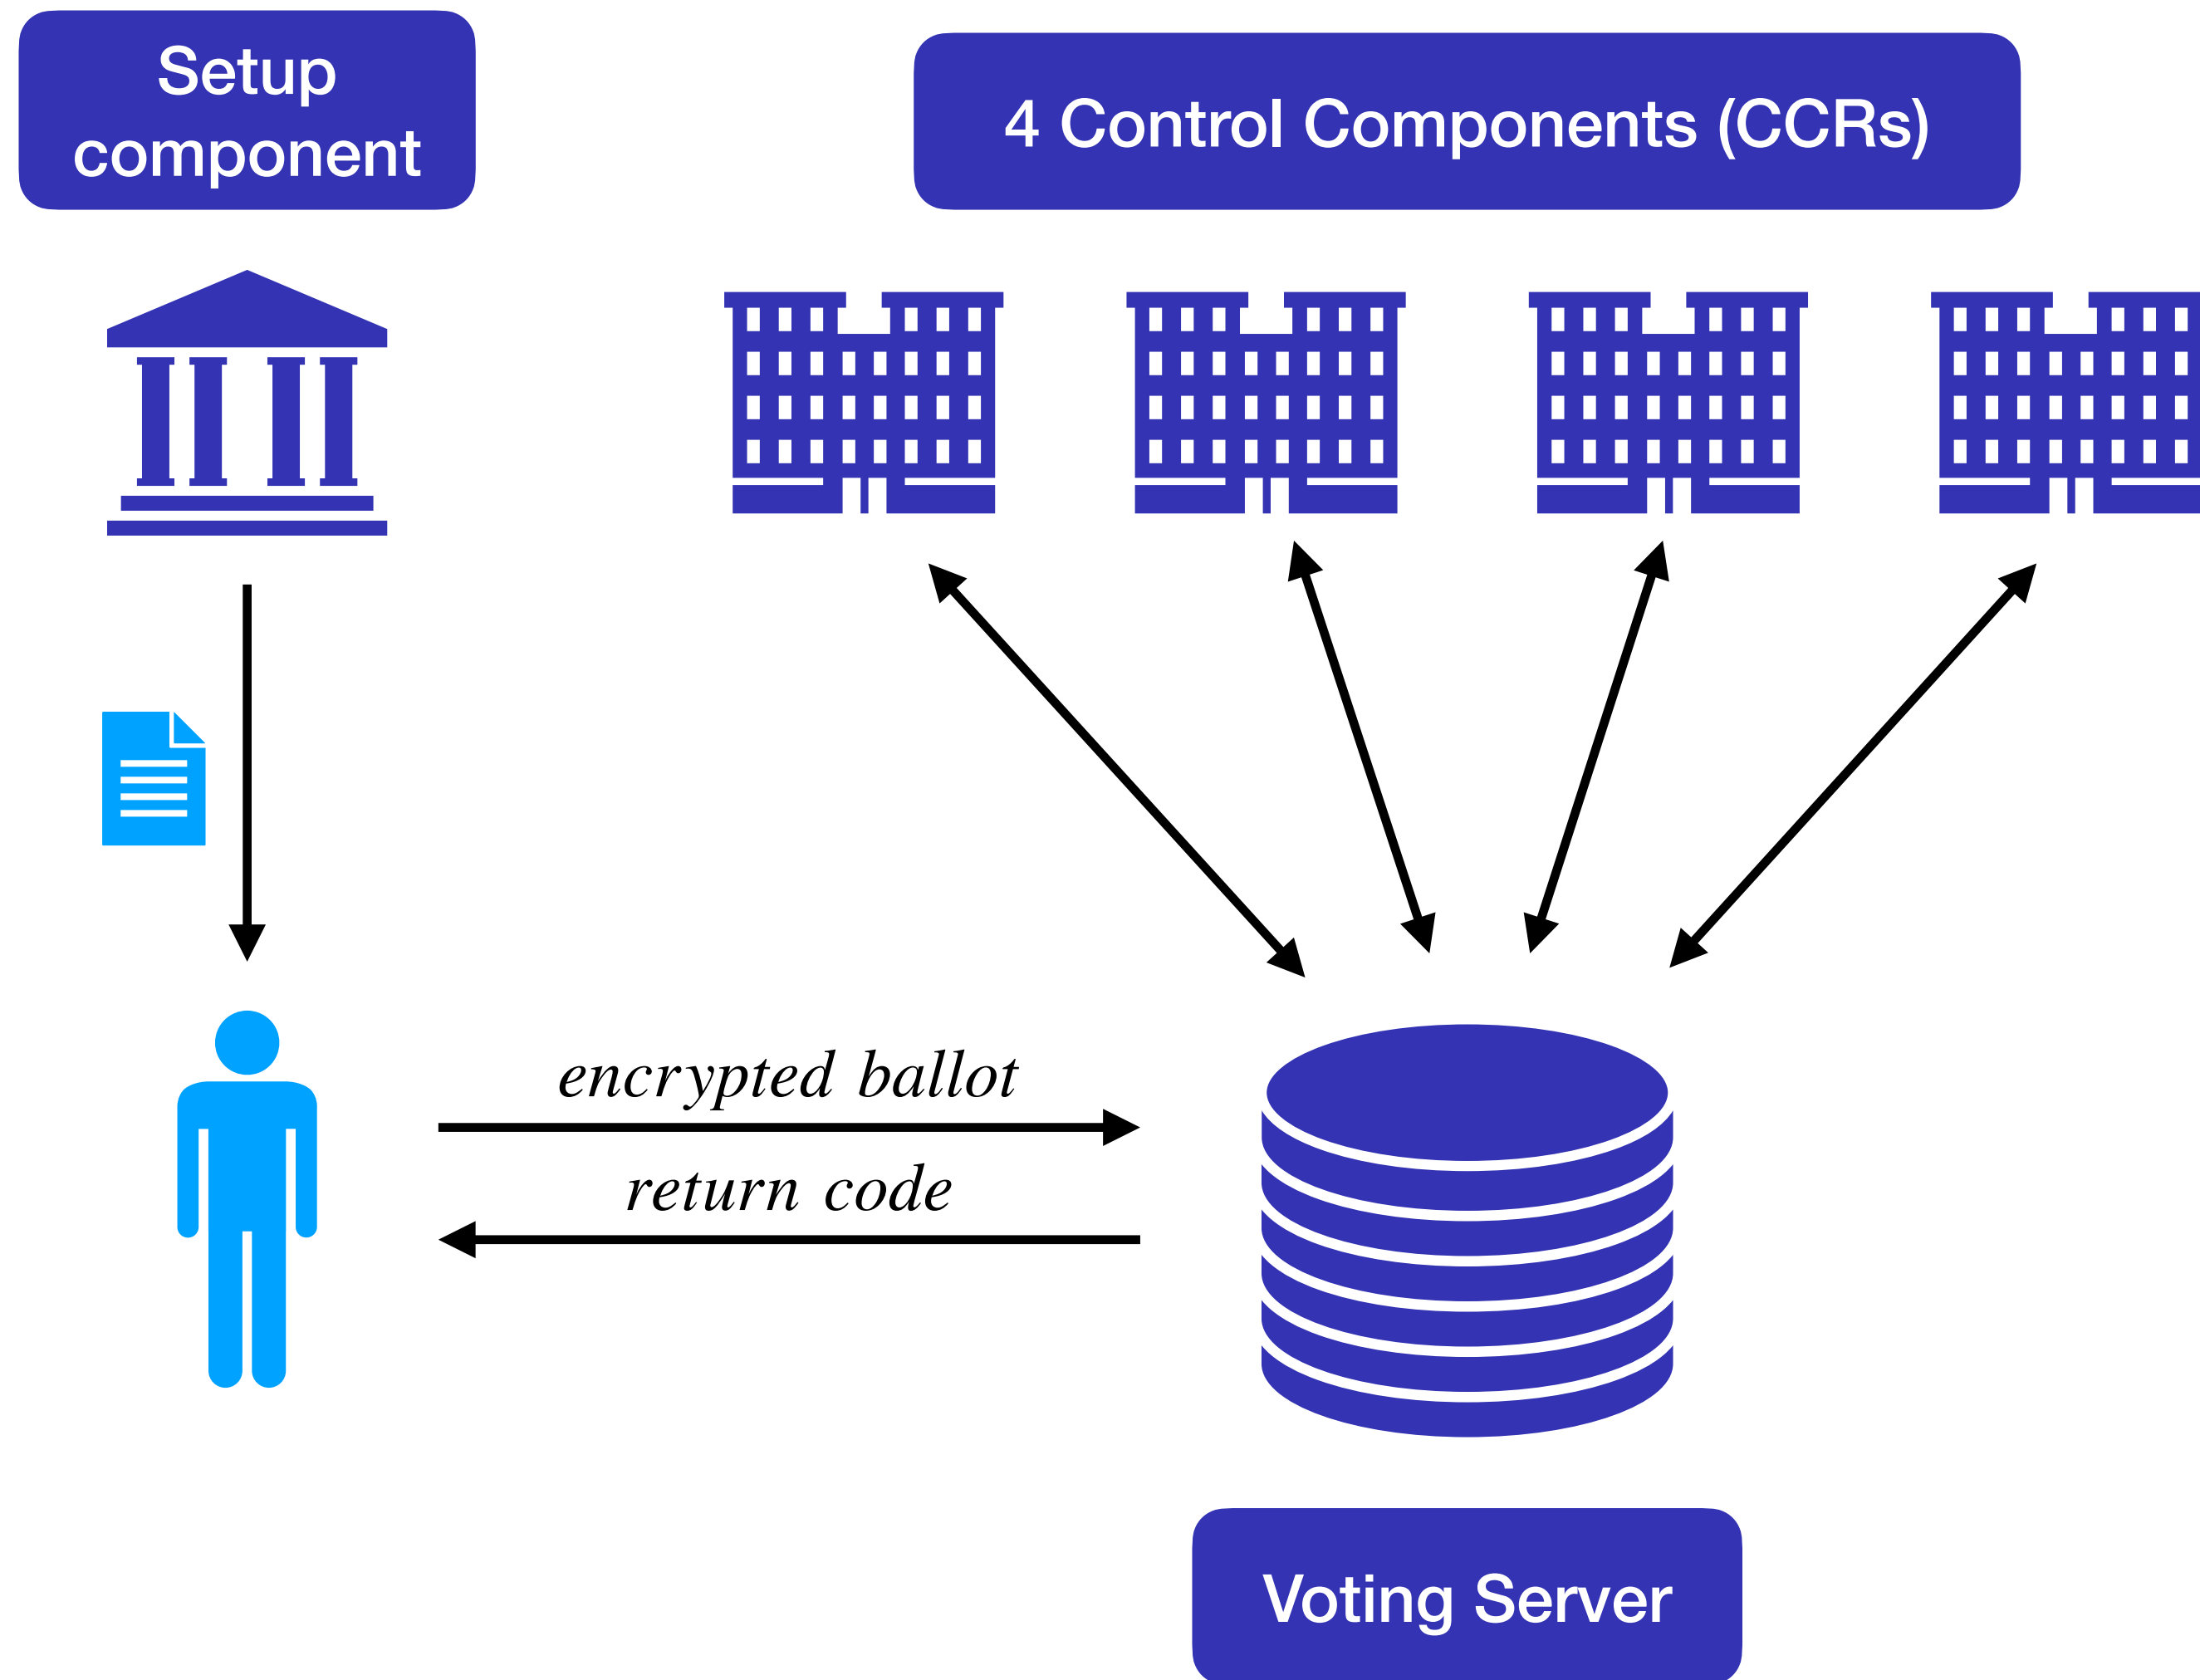 Setup
component
4 Control Components (CCRs)
encrypted ballot
return code
Voting Server